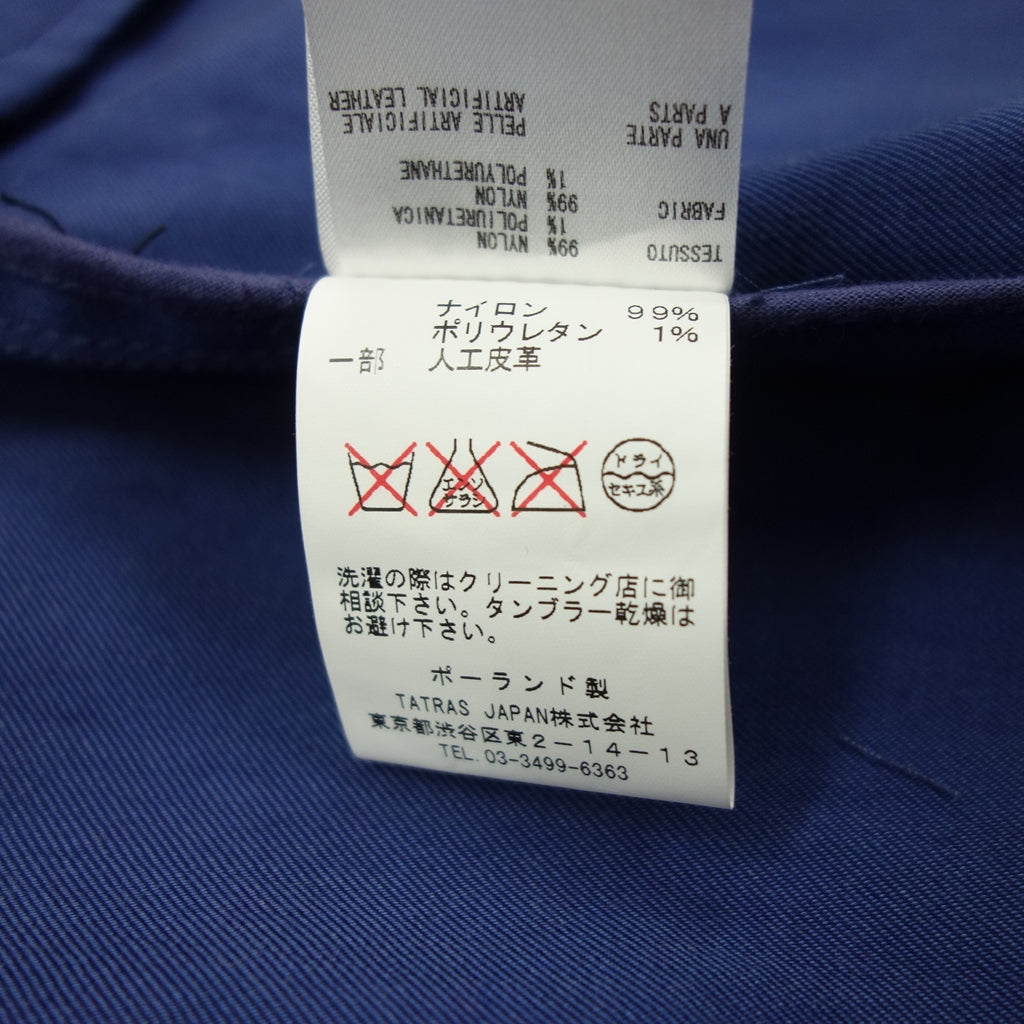 A PARTS ARTIFICIAL LEATHER
UNA PARTE PELLE ARTIFICIALE
1% POLYURETHANE
FABRIC 99% NYLON
1% POLIURETANICA
TESSUTO 99% NYLON
ナイロン 99%
ポリウレタン 1%
一部 人工皮革
エンソ
サラシ
ドライ
セキユ系
洗濯の際はクリーニング店に御
相談下さい。タンブラー乾燥は
お避け下さい。
ポーランド製
TATRAS JAPAN株式会社
東京都渋谷区東2-14-13
TEL.03-3499-6363